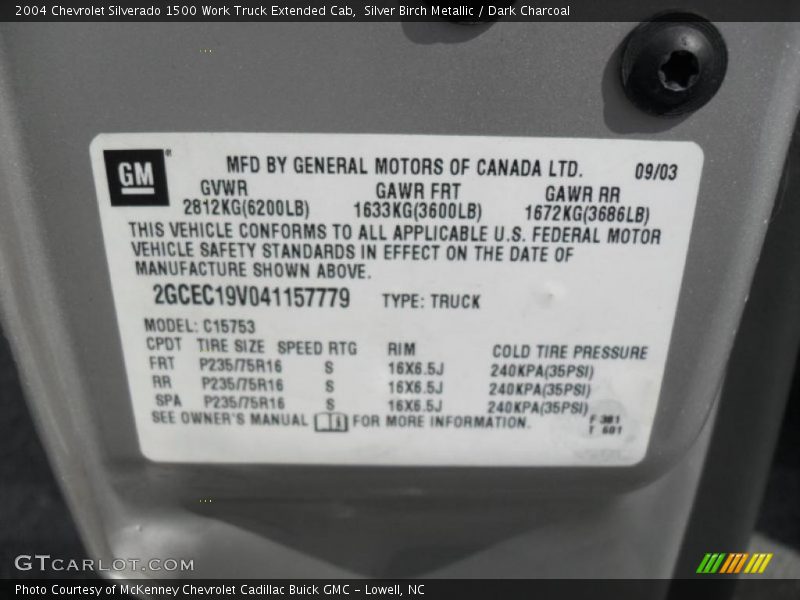 2004 Chevrolet Silverado 1500 Work Truck Extended Cab, Silver Birch Metallic / Dark Charcoal
GM®
MFD BY GENERAL MOTORS OF CANADA LTD. 09/03
GVWR GAWR FRT GAWR RR
2812KG(6200LB) 1633KG(3600LB) 1672KG(3686LB)
THIS VEHICLE CONFORMS TO ALL APPLICABLE U.S. FEDERAL MOTOR
VEHICLE SAFETY STANDARDS IN EFFECT ON THE DATE OF
MANUFACTURE SHOWN ABOVE.
2GCEC19V041157779 TYPE: TRUCK
MODEL: C15753
CPDT TIRE SIZE SPEED RTG RIM COLD TIRE PRESSURE
FRT P235/75R16 S 16X6.5J 240KPA(35PSI)
RR P235/75R16 S 16X6.5J 240KPA(35PSI)
SPA P235/75R16 S 16X6.5J 240KPA(35PSI)
SEE OWNER'S MANUAL FOR MORE INFORMATION.
F 381
T 601
GTCARLOT.COM
Photo Courtesy of McKenney Chevrolet Cadillac Buick GMC - Lowell, NC